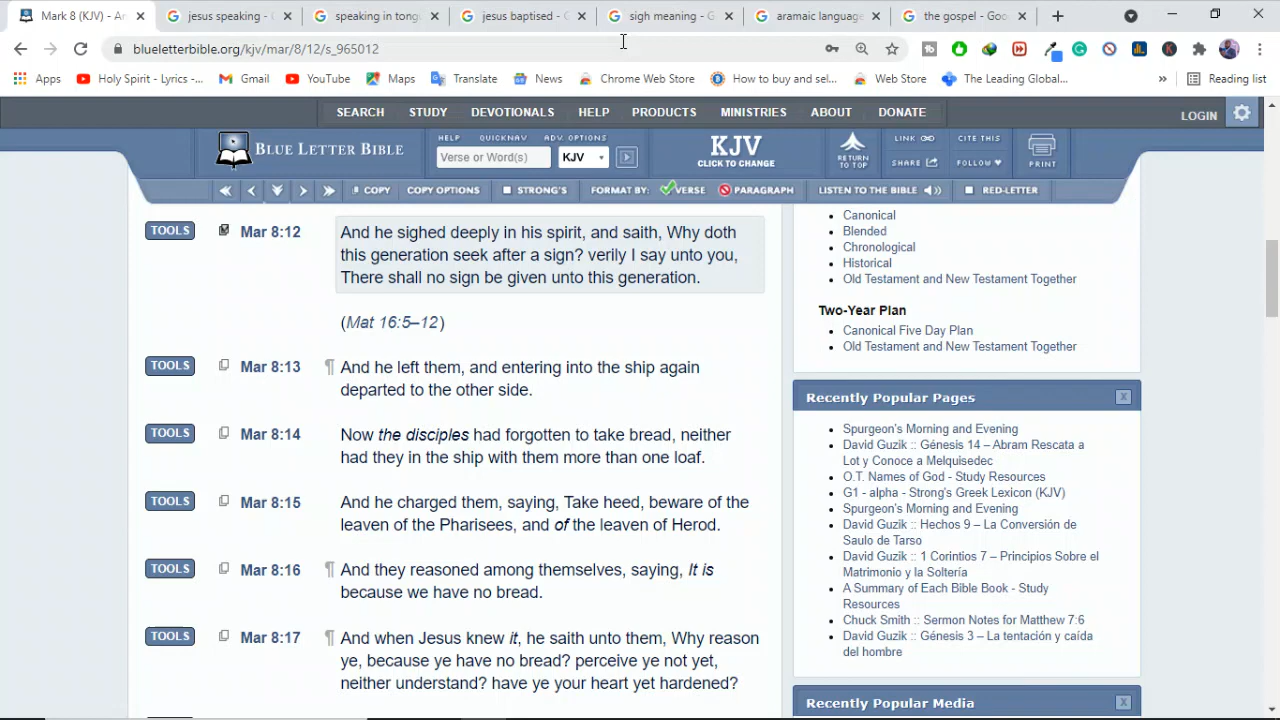 Mark 8 (KJV) - A
jesus speaking - G
speaking in tong
jesus baptised - G
sigh meaning - G
aramaic language
the gospel - Goo
blueletterbible.org/kjv/mar/8/12/s_965012
Apps
Holy Spirit - Lyrics -...
Gmail
YouTube
Maps
Translate
News
Chrome Web Store
How to buy and sel...
Web Store
The Leading Global...
»
Reading list
SEARCH STUDY DEVOTIONALS HELP PRODUCTS MINISTRIES ABOUT DONATE
LOGIN
BLUE LETTER BIBLE
HELP QUICKNAV ADV. OPTIONS
Verse or Word(s)
KJV
KJV
CLICK TO CHANGE
RETURN
TO TOP
LINK
SHARE
CITE THIS
FOLLOW
PRINT
COPY
COPY OPTIONS
STRONG'S
FORMAT BY:
VERSE
PARAGRAPH
LISTEN TO THE BIBLE
RED-LETTER
TOOLS
Mar 8:12
And he sighed deeply in his spirit, and saith, Why doth
this generation seek after a sign? verily I say unto you,
There shall no sign be given unto this generation.
(Mat 16:5–12)
TOOLS
Mar 8:13
¶ And he left them, and entering into the ship again
departed to the other side.
TOOLS
Mar 8:14
Now the disciples had forgotten to take bread, neither
had they in the ship with them more than one loaf.
TOOLS
Mar 8:15
And he charged them, saying, Take heed, beware of the
leaven of the Pharisees, and of the leaven of Herod.
TOOLS
Mar 8:16
¶ And they reasoned among themselves, saying, It is
because we have no bread.
TOOLS
Mar 8:17
¶ And when Jesus knew it, he saith unto them, Why reason
ye, because ye have no bread? perceive ye not yet,
neither understand? have ye your heart yet hardened?
Canonical
Blended
Chronological
Historical
Old Testament and New Testament Together
Two-Year Plan
Canonical Five Day Plan
Old Testament and New Testament Together
Recently Popular Pages
X
Spurgeon's Morning and Evening
David Guzik :: Génesis 14 – Abram Rescata a
Lot y Conoce a Melquisedec
O.T. Names of God - Study Resources
G1 - alpha - Strong's Greek Lexicon (KJV)
Spurgeon's Morning and Evening
David Guzik :: Hechos 9 – La Conversión de
Saulo de Tarso
David Guzik :: 1 Corintios 7 – Principios Sobre el
Matrimonio y la Soltería
A Summary of Each Bible Book - Study
Resources
Chuck Smith :: Sermon Notes for Matthew 7:6
David Guzik :: Génesis 3 – La tentación y caída
del hombre
Recently Popular Media
X